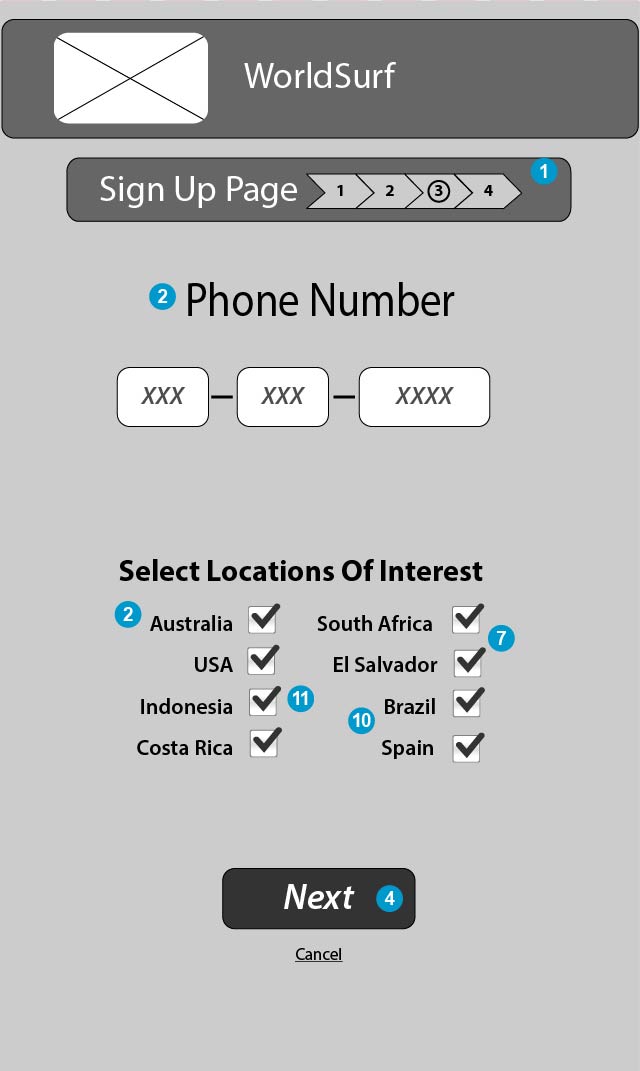 WorldSurf
Sign Up Page 1 2 3 4 1
2 Phone Number
XXX XXX XXXX
Select Locations Of Interest
2 Australia South Africa
7
USA El Salvador
Indonesia 11 Brazil
10
Costa Rica Spain
Next 4
Cancel